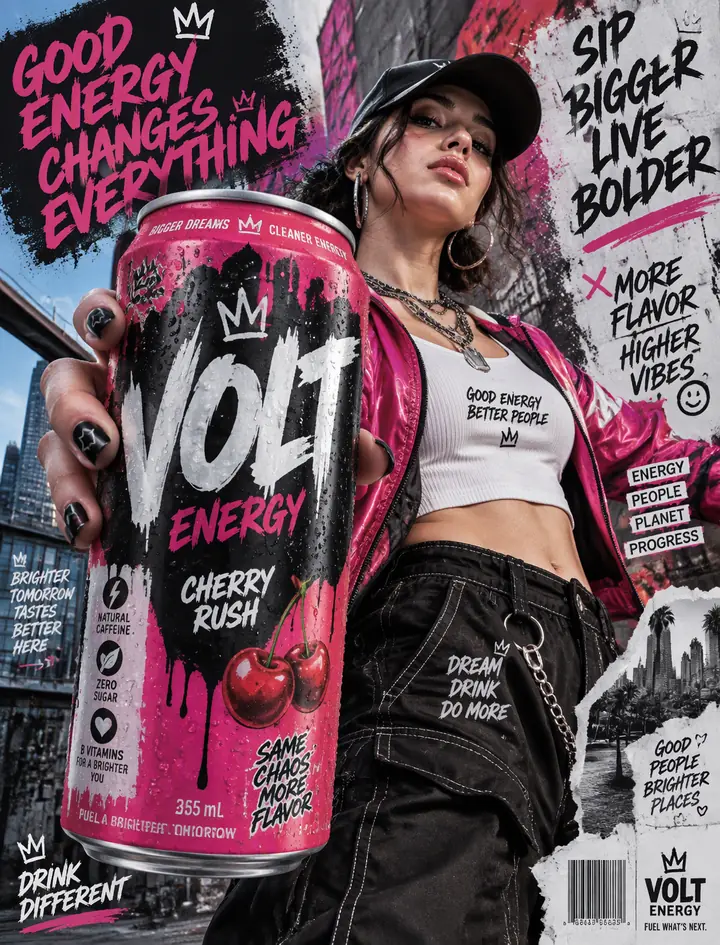 GOOD
ENERGY
CHANGES
EVERYTHING
SIP
BIGGER
LIVE
BOLDER
MORE
FLAVOR
HIGHER
VIBES
BIGGER DREAMS
CLEANER ENERGETY
VOLT
ENERGY
CHERRY
RUSH
NATURAL
CAFFEINE
ZERO
SUGAR
B VITAMINS
FOR A BRIGHTER
YOU
SAME
CHAOS
MORE
FLAVOR
355 mL
FUEL A
GOOD ENERGY
BETTER PEOPLE
ENERGY
PEOPLE
PLANET
PROGRESS
BRIGHTER
TOMORROW
TASTES
BETTER
HERE
DREAM
DRINK
DO MORE
GOOD
PEOPLE
BRIGHTER
PLACES
DRINK
DIFFERENT
VOLT
ENERGY
FUEL WHAT'S NEXT.